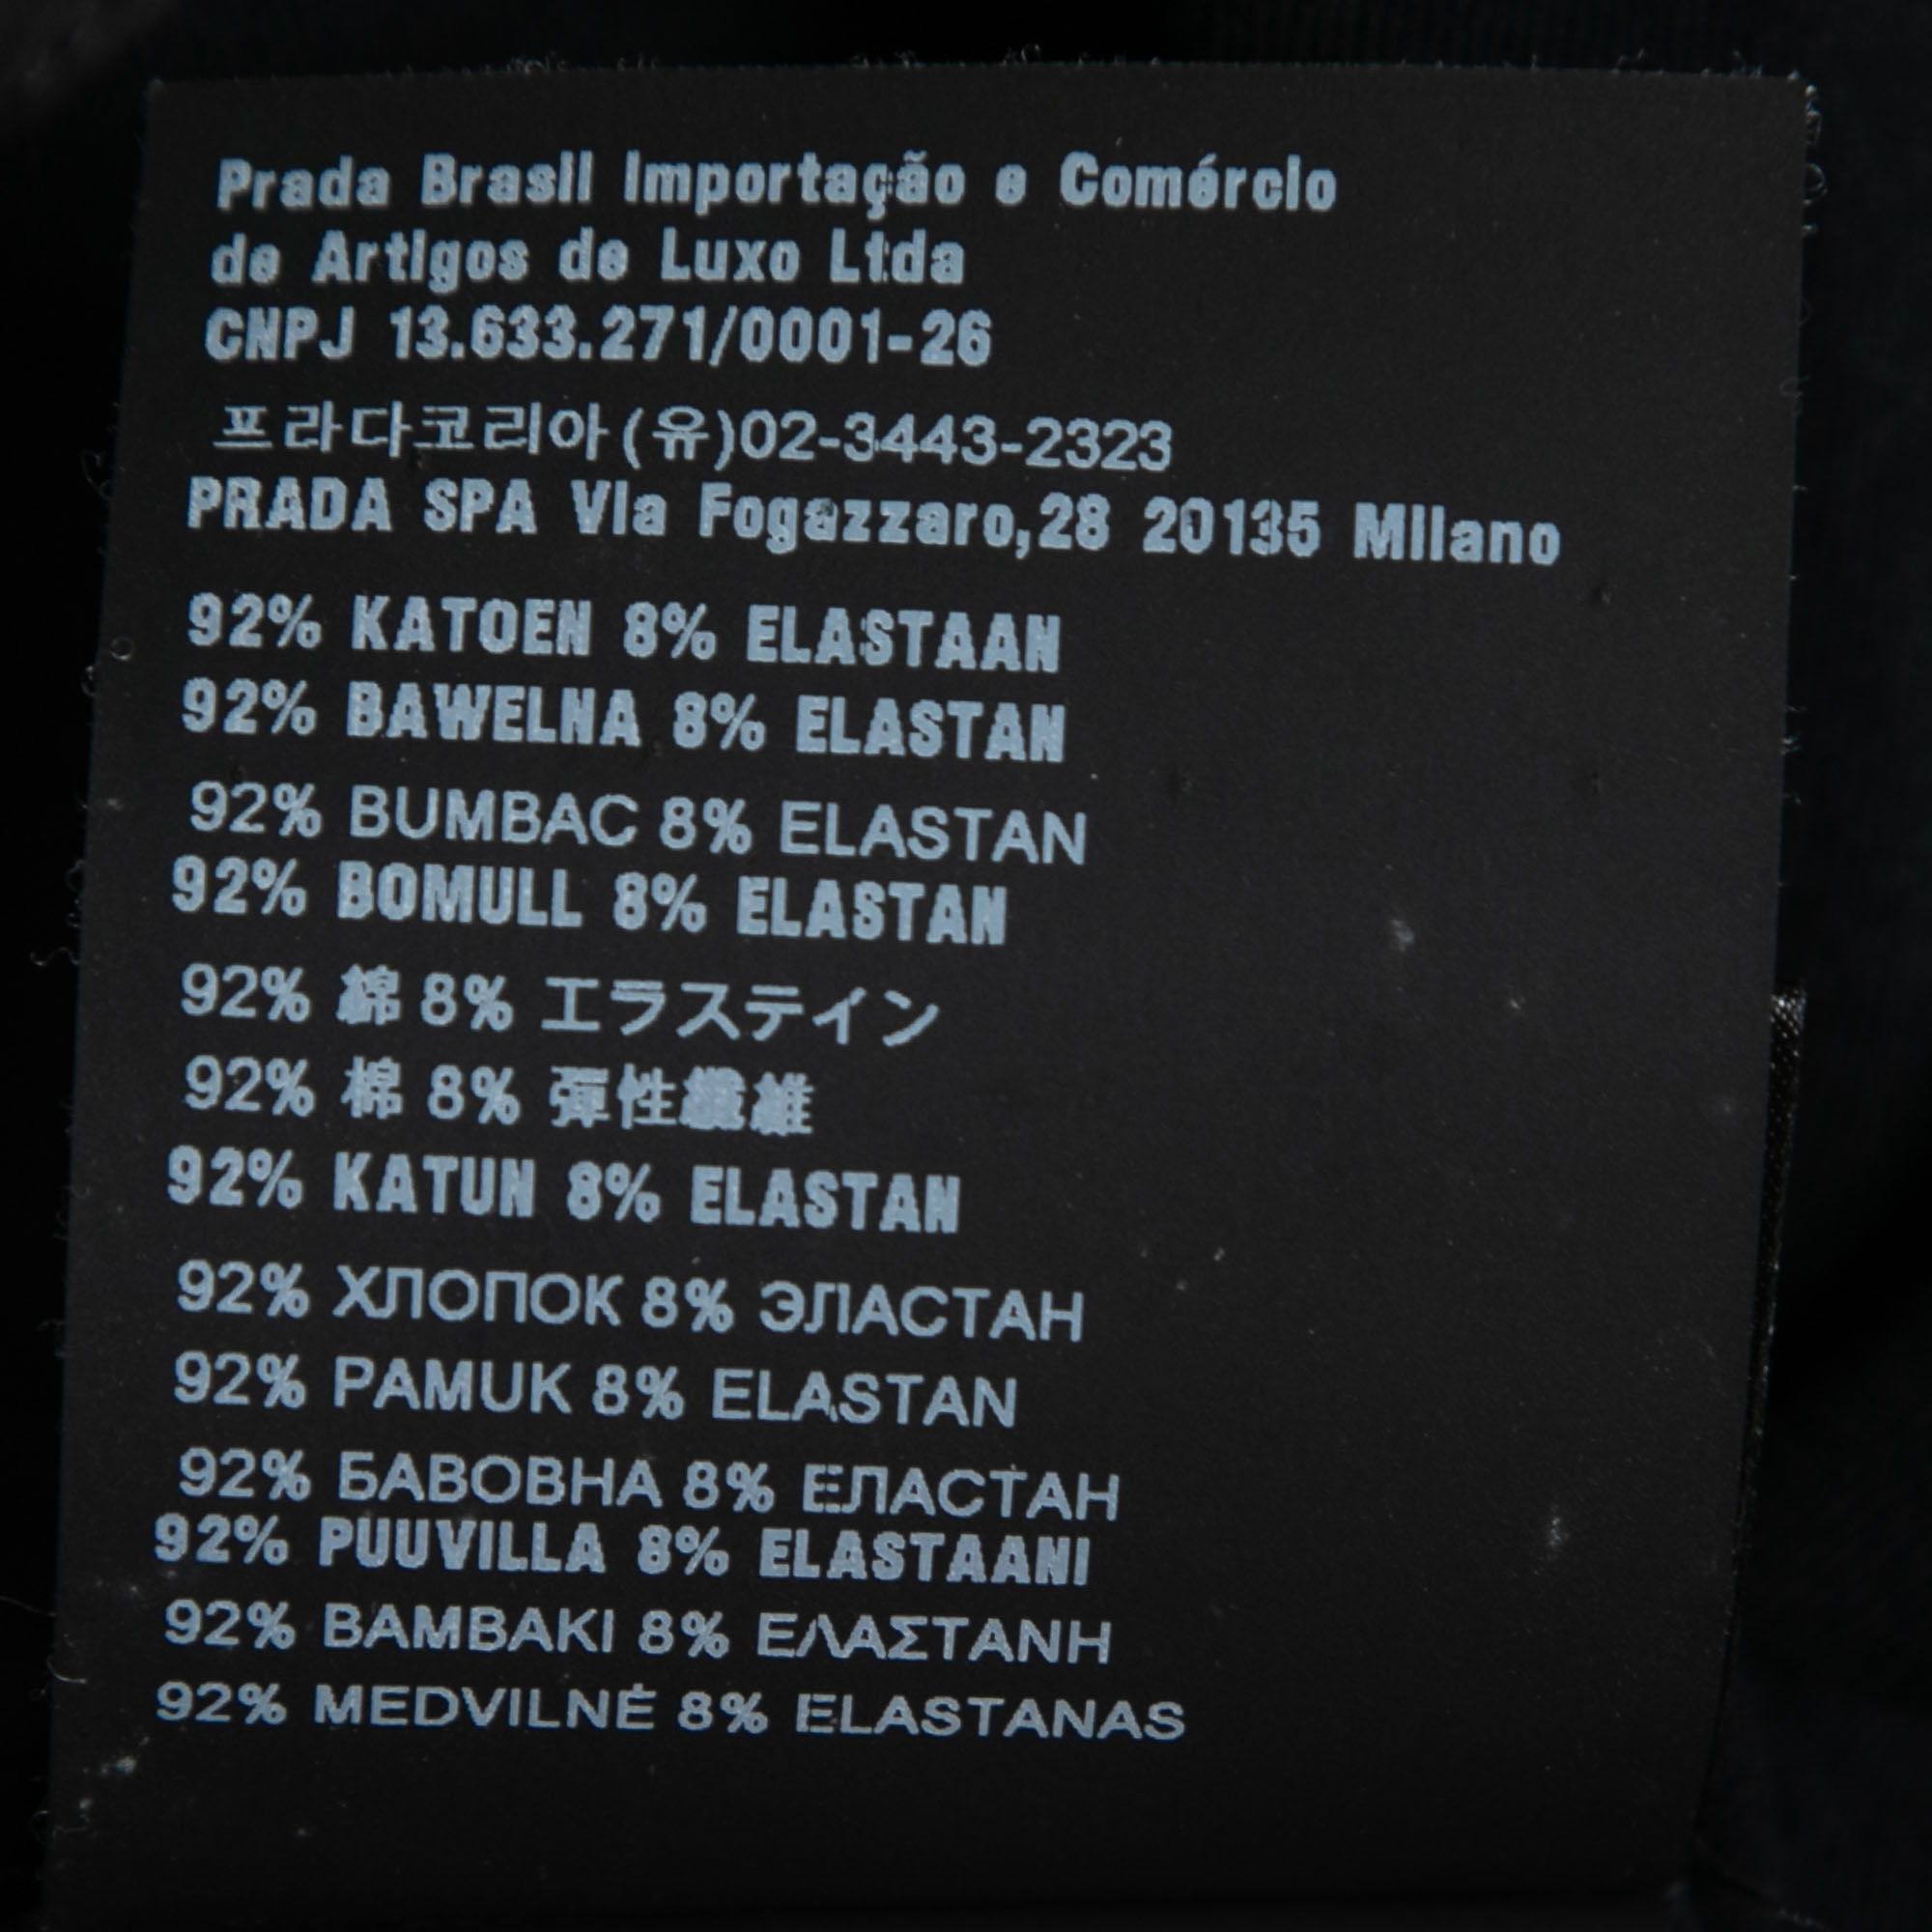 Prada Brasil Importação e Comércio
de Artigos de Luxo Ltda
CNPJ 13.633.271/0001-26
프라다코리아(유)02-3443-2323
PRADA SPA Via Fogazzaro,28 20135 Milano
92% KATOEN 8% ELASTAAN
92% BAWELNA 8% ELASTAN
92% BUMBAC 8% ELASTAN
92% BOMULL 8% ELASTAN
92% 綿 8% エラステイン
92% 棉 8% 彈性纖維
92% KATUN 8% ELASTAN
92% ХЛОПОК 8% ЭЛАСТАН
92% PAMUK 8% ELASTAN
92% БАВОВНА 8% ЕЛАСТАН
92% PUUVILLA 8% ELASTAANI
92% ΒΑΜΒΑΚΙ 8% ΕΛΑΣΤΑΝΗ
92% MEDVILNĖ 8% ELASTANAS